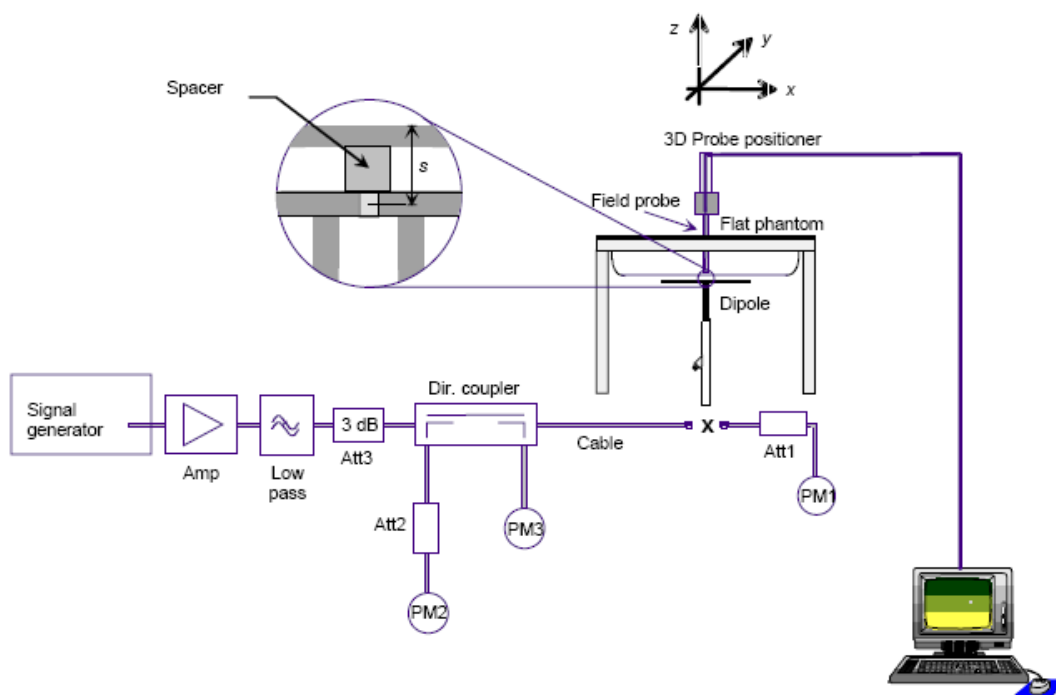 z
y
x
Spacer
s
3D Probe positioner
Field probe
Flat phantom
Dipole
Signal
generator
Amp
Low
pass
3 dB
Att3
Dir. coupler
Cable
X
Att1
PM1
Att2
PM3
PM2